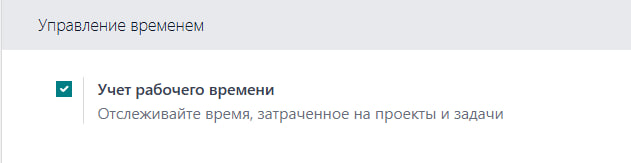 Управление временем
Учет рабочего времени
Отслеживайте время, затраченное на проекты и задачи